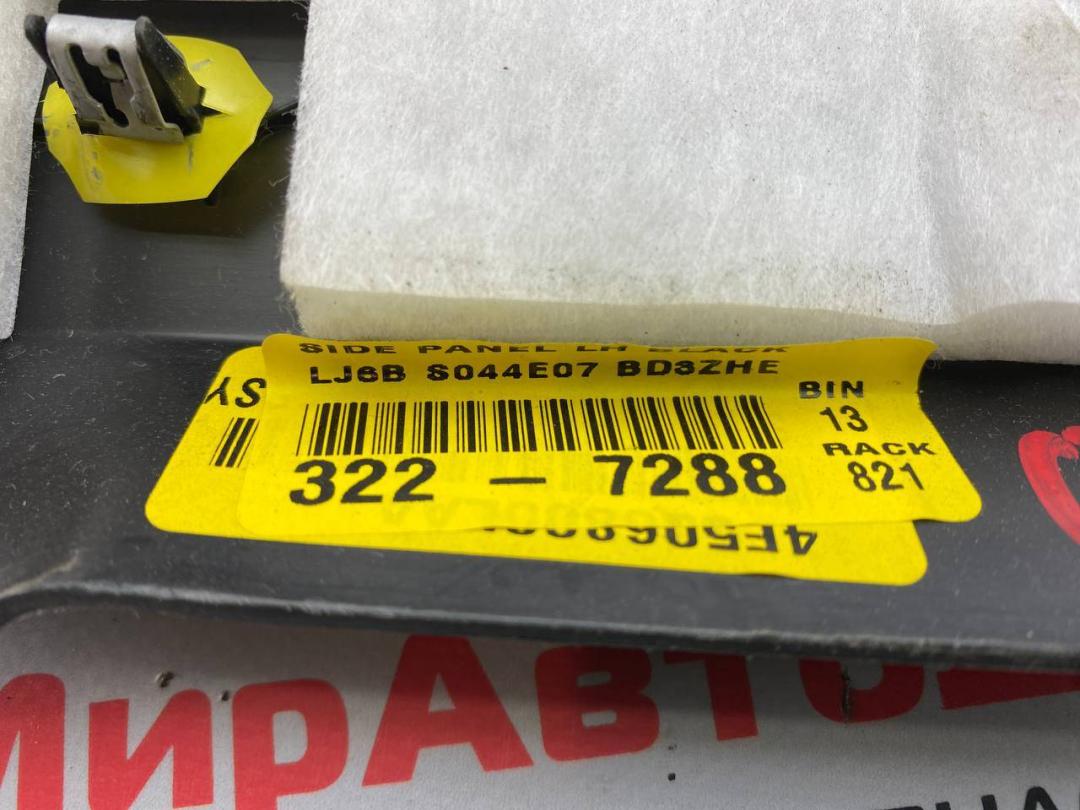 SIDE PANEL LH BLACK
LJ6B S044E07 BD3ZHE
BIN
13
RACK
821
322 – 7288
МирАвто